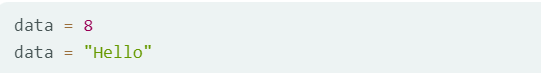 data = 8
data = "Hello"